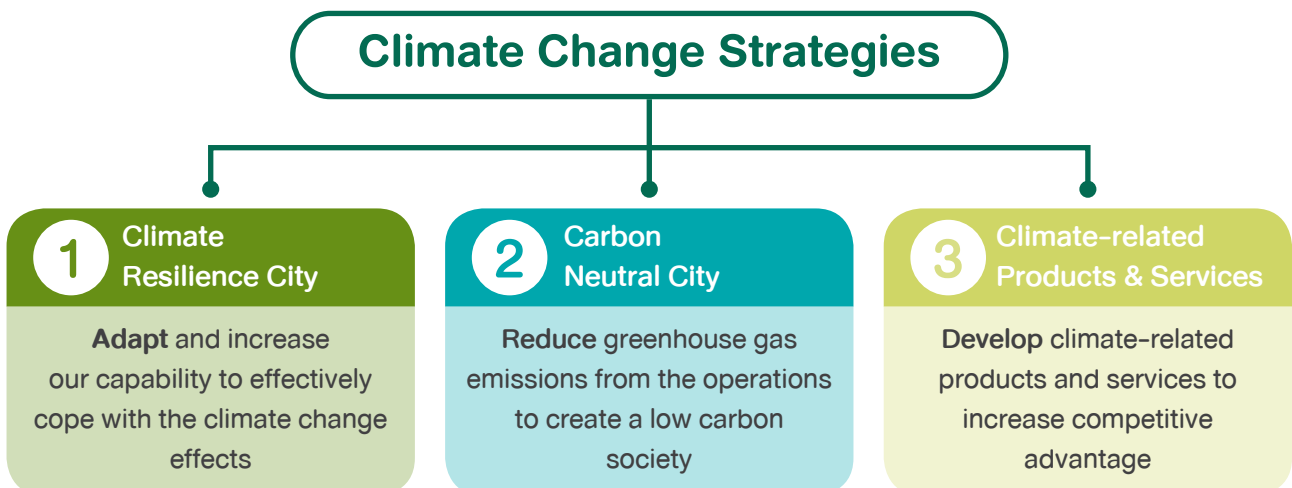 Climate Change Strategies
1
Climate
Resilience City
Adapt and increase
our capability to effectively
cope with the climate change
effects
2
Carbon
Neutral City
Reduce greenhouse gas
emissions from the operations
to create a low carbon
society
3
Climate-related
Products & Services
Develop climate-related
products and services to
increase competitive
advantage